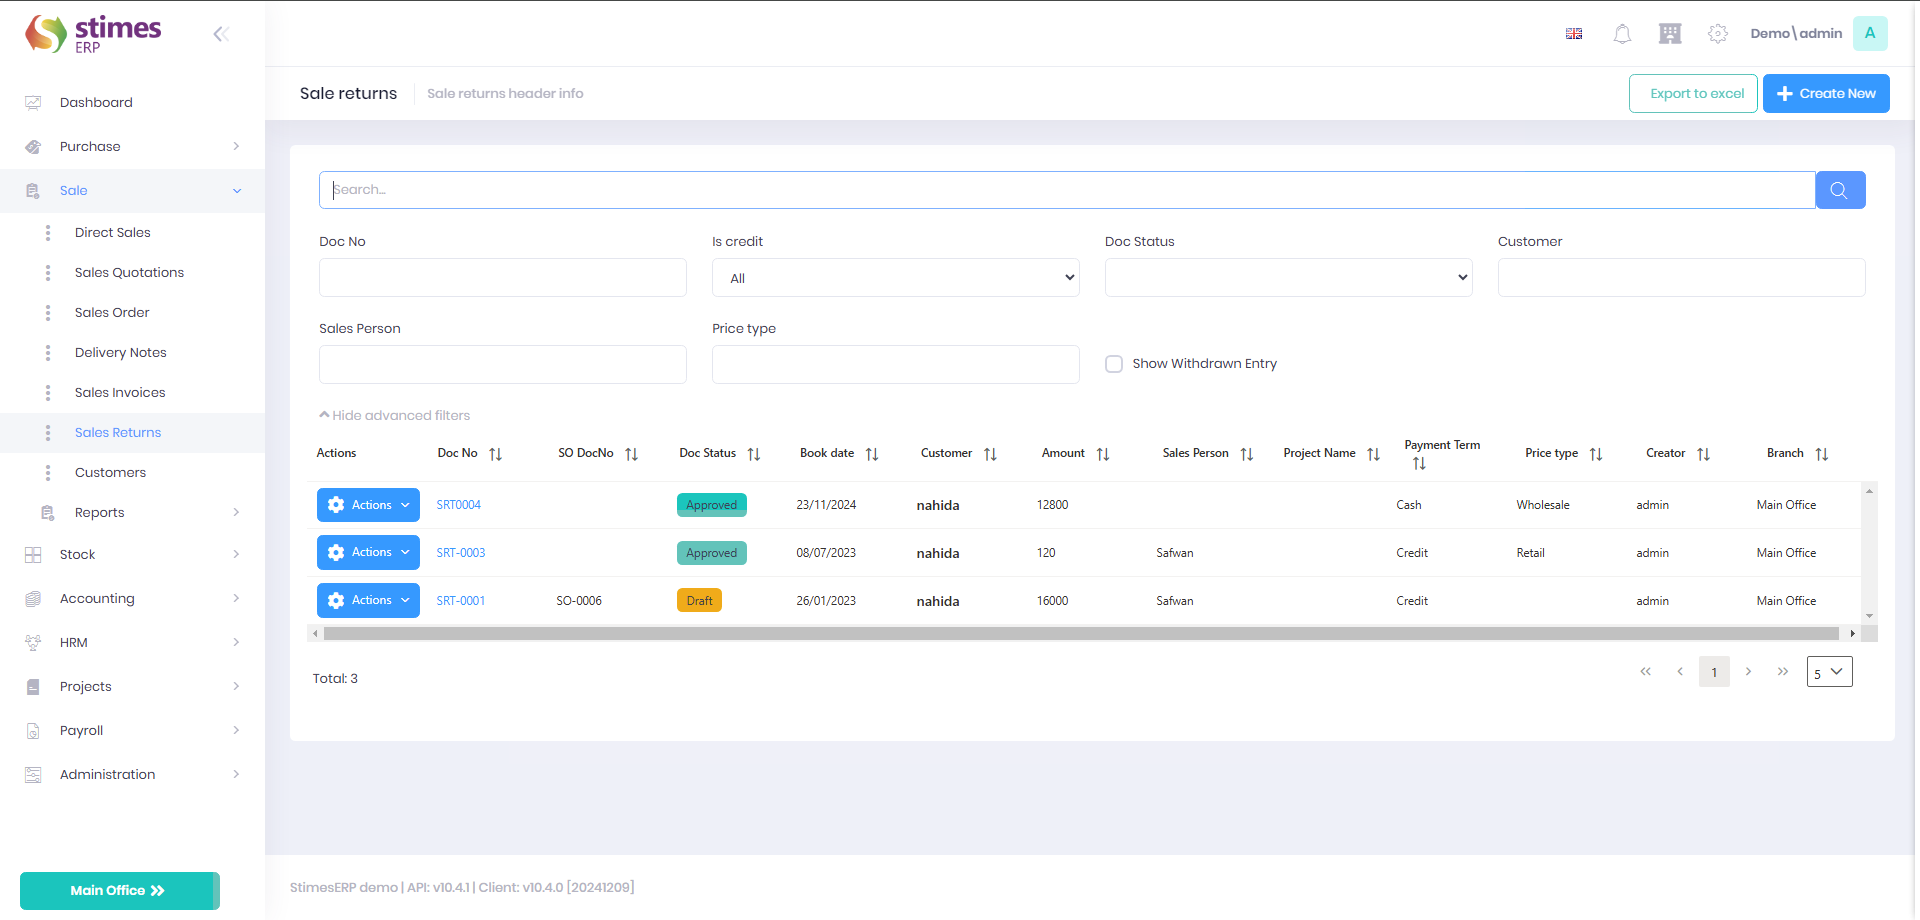 stimes
ERP
Demo\admin
A
Dashboard
Purchase
Sale
Direct Sales
Sales Quotations
Sales Order
Delivery Notes
Sales Invoices
Sales Returns
Customers
Reports
Stock
Accounting
HRM
Projects
Payroll
Administration
Main Office
Sale returns
Sale returns header info
Export to excel
Create New
Search...
Doc No
Is credit
Doc Status
Customer
All
Sales Person
Price type
Show Withdrawn Entry
Hide advanced filters
Actions Doc No SO DocNo Doc Status Book date Customer Amount Sales Person Project Name Payment Term Price type Creator Branch
Actions SRT0004 Approved 23/11/2024 nahida 12800 Cash Wholesale admin Main Office
Actions SRT-0003 Approved 08/07/2023 nahida 120 Safwan Credit Retail admin Main Office
Actions SRT-0001 SO-0006 Draft 26/01/2023 nahida 16000 Safwan Credit admin Main Office
Total: 3
1
5
StimesERP demo | API: v10.4.1 | Client: v10.4.0 [20241209]